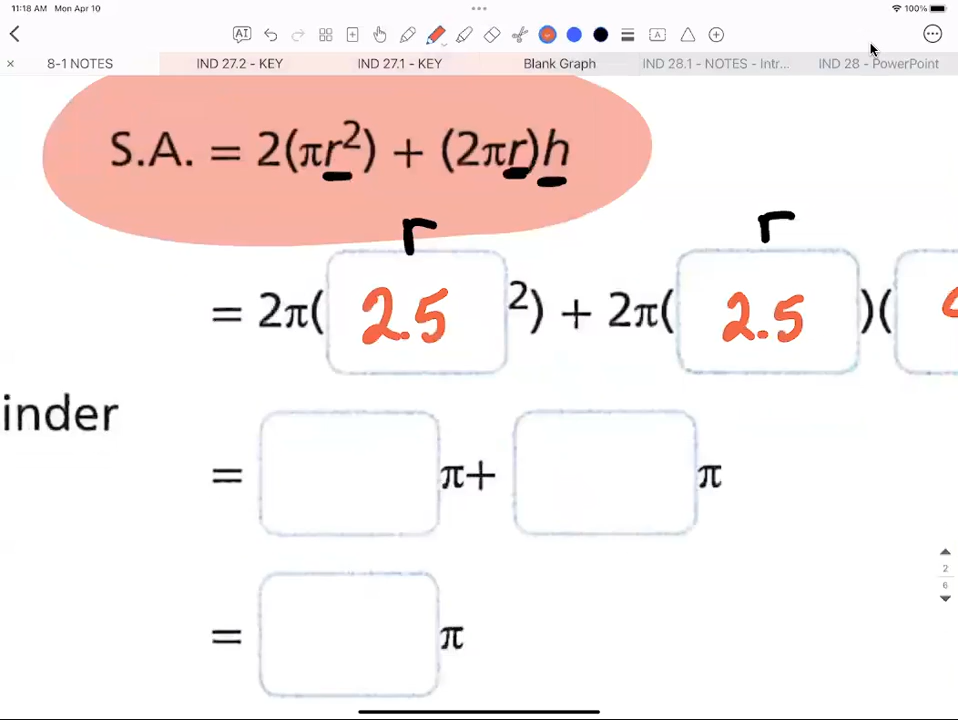 11:18 AM Mon Apr 10
100%
AI
A
8-1 NOTES
IND 27.2 - KEY
IND 27.1 - KEY
Blank Graph
IND 28.1 - NOTES - Intr...
IND 28 - PowerPoint
S.A. = 2(πr²) + (2πr)h
r r
= 2π( 2.5 ²) + 2π( 2.5 )(
inder
= π+ π
= π
2
6